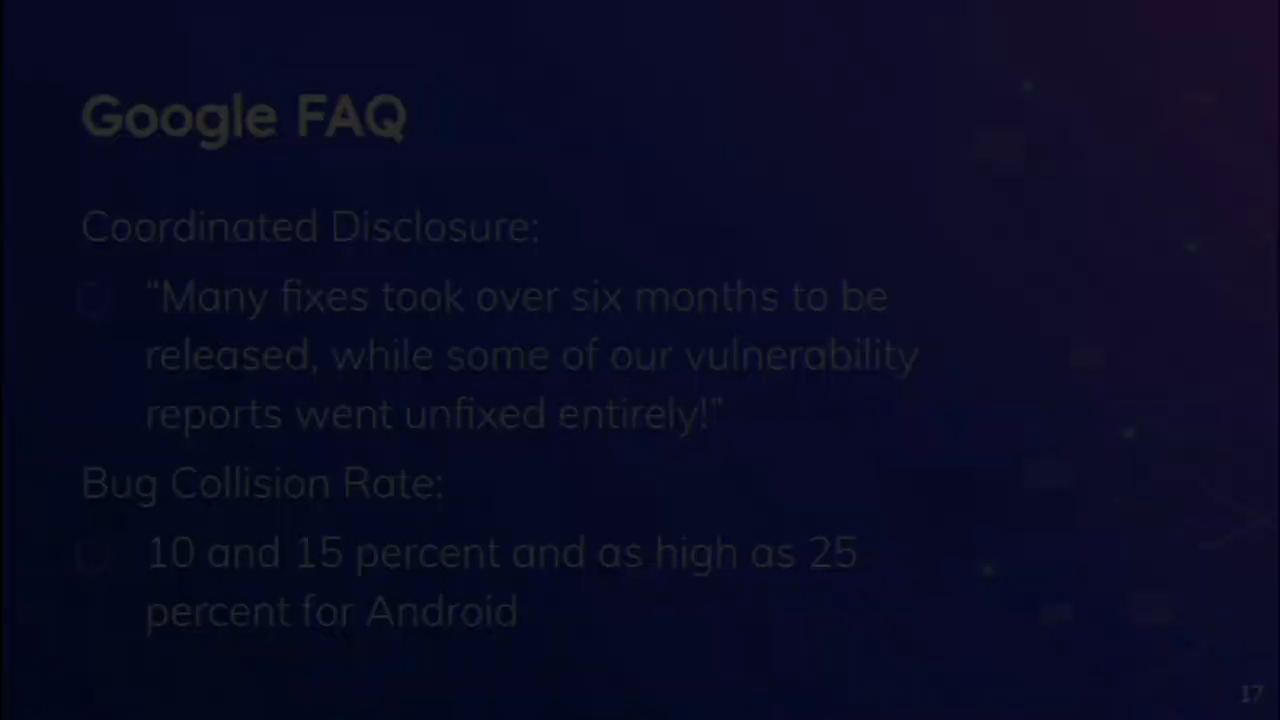 Google FAQ
Coordinated Disclosure:
“Many fixes took over six months to be
released, while some of our vulnerability
reports went unfixed entirely!”
Bug Collision Rate:
10 and 15 percent and as high as 25
percent for Android
17